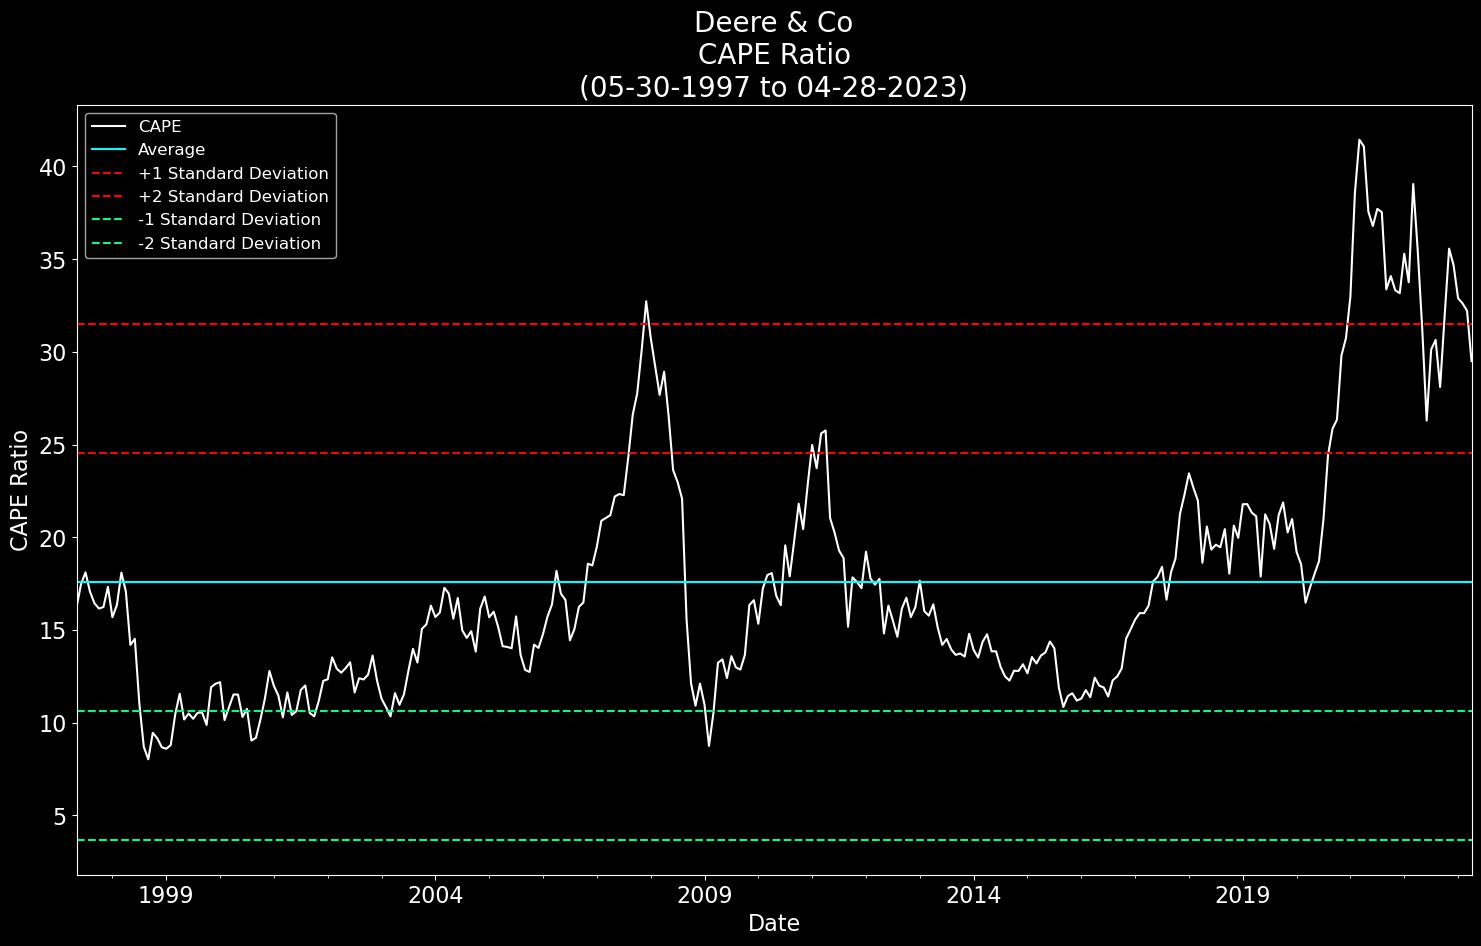 Deere & Co
CAPE Ratio
(05-30-1997 to 04-28-2023)
CAPE
Average
+1 Standard Deviation
+2 Standard Deviation
-1 Standard Deviation
-2 Standard Deviation
40
35
30
25
20
15
10
5
CAPE Ratio
1999 2004 2009 2014 2019
Date